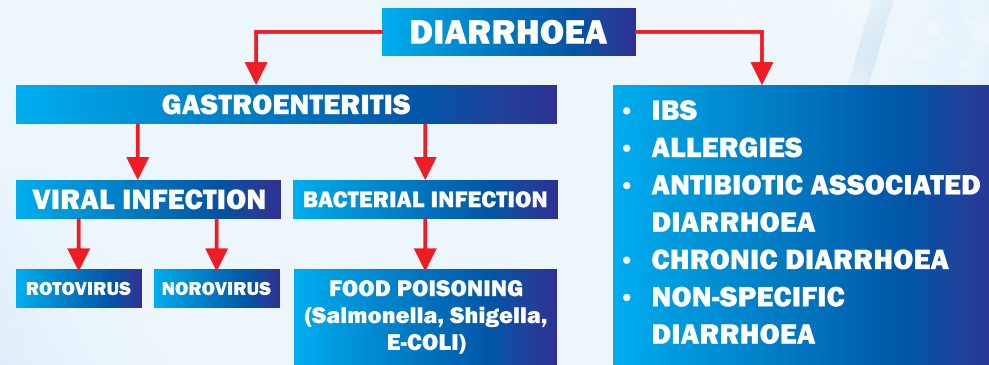 DIARRHOEA
GASTROENTERITIS
VIRAL INFECTION
BACTERIAL INFECTION
ROTOVIRUS
NOROVIRUS
FOOD POISONING
(Salmonella, Shigella,
E-COLI)
• IBS
• ALLERGIES
• ANTIBIOTIC ASSOCIATED
DIARRHOEA
• CHRONIC DIARRHOEA
• NON-SPECIFIC
DIARRHOEA